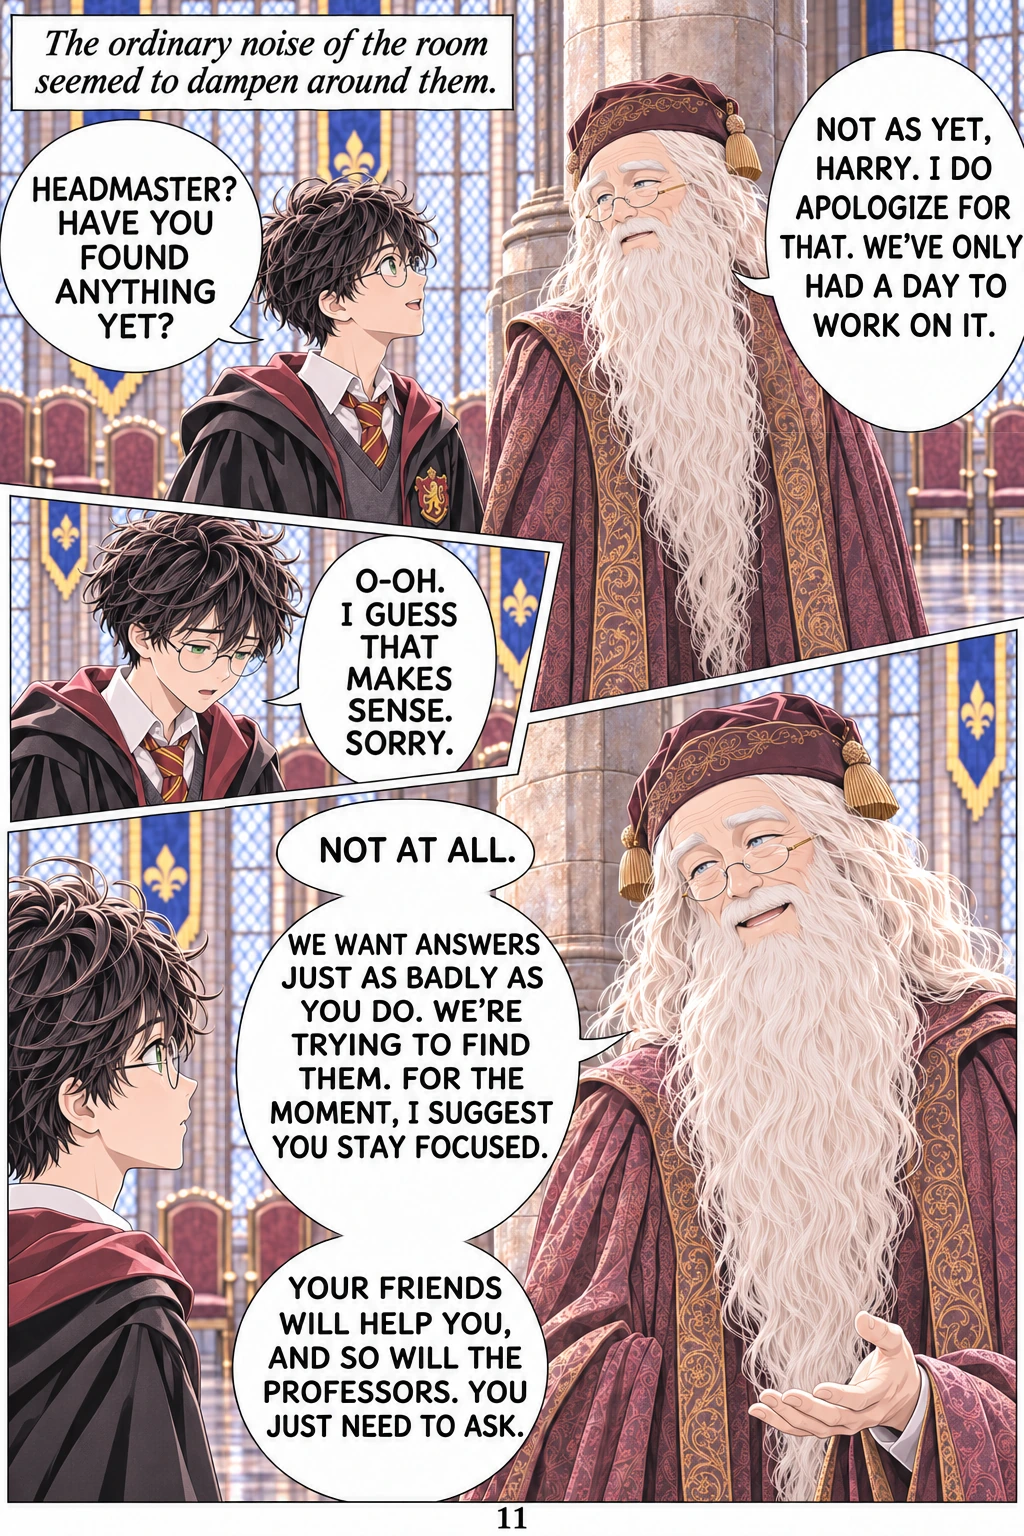 The ordinary noise of the room
seemed to dampen around them.
HEADMASTER?
HAVE YOU
FOUND
ANYTHING
YET?
NOT AS YET,
HARRY. I DO
APOLOGIZE FOR
THAT. WE'VE ONLY
HAD A DAY TO
WORK ON IT.
O-OH.
I GUESS
THAT
MAKES
SENSE.
SORRY.
NOT AT ALL.
WE WANT ANSWERS
JUST AS BADLY AS
YOU DO. WE'RE
TRYING TO FIND
THEM. FOR THE
MOMENT, I SUGGEST
YOU STAY FOCUSED.
YOUR FRIENDS
WILL HELP YOU,
AND SO WILL THE
PROFESSORS. YOU
JUST NEED TO ASK.
11